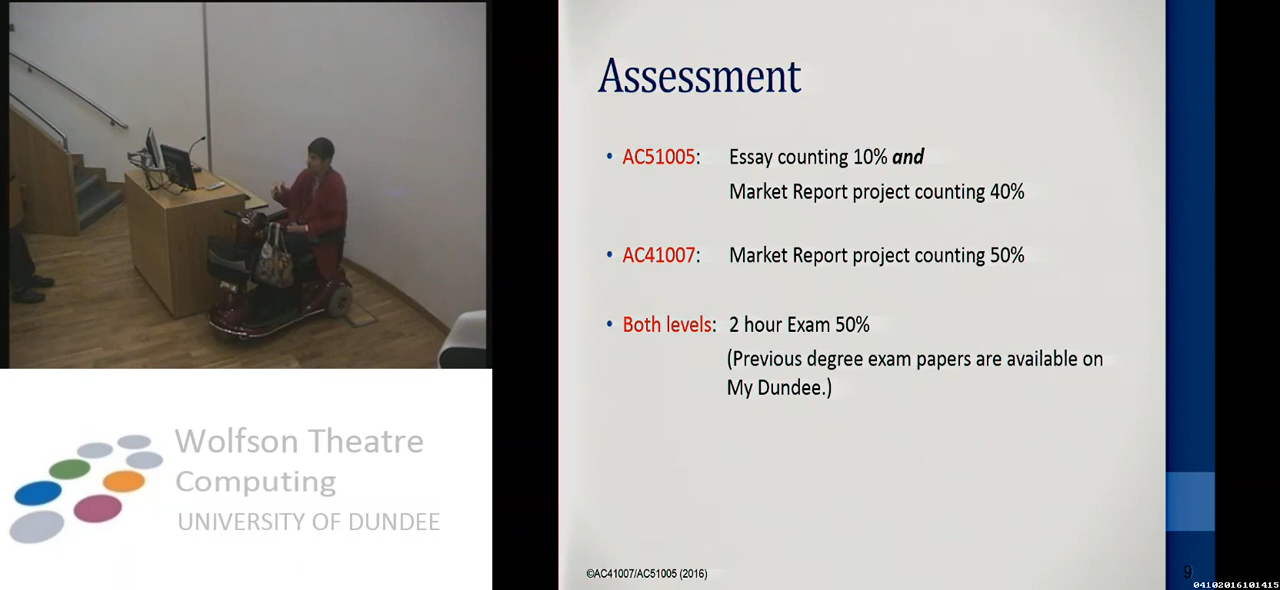 Assessment
• AC51005: Essay counting 10% and
Market Report project counting 40%
• AC41007: Market Report project counting 50%
• Both levels: 2 hour Exam 50%
(Previous degree exam papers are available on
My Dundee.)
©AC41007/AC51005 (2016)
9
04102016101415
Wolfson Theatre
Computing
UNIVERSITY OF DUNDEE